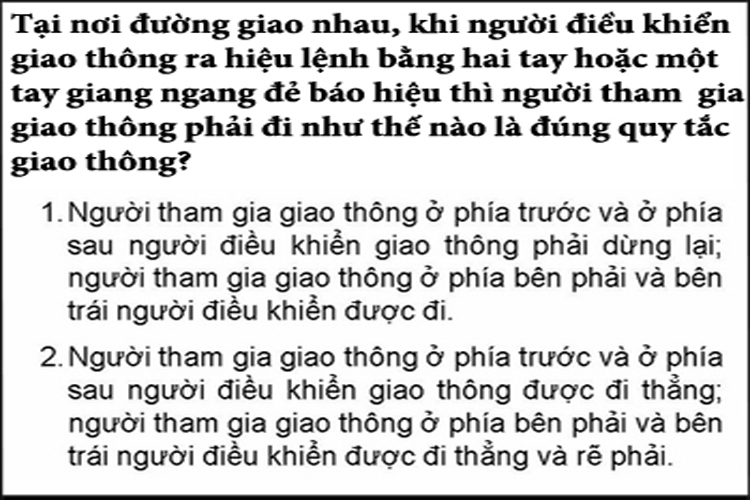 Tại nơi đường giao nhau, khi người điều khiển
giao thông ra hiệu lệnh bằng hai tay hoặc một
tay giang ngang đẻ báo hiệu thì người tham gia
giao thông phải đi như thế nào là đúng quy tắc
giao thông?
1. Người tham gia giao thông ở phía trước và ở phía
sau người điều khiển giao thông phải dừng lại;
người tham gia giao thông ở phía bên phải và bên
trái người điều khiển được đi.
2. Người tham gia giao thông ở phía trước và ở phía
sau người điều khiển giao thông được đi thẳng;
người tham gia giao thông ở phía bên phải và bên
trái người điều khiển được đi thẳng và rẽ phải.